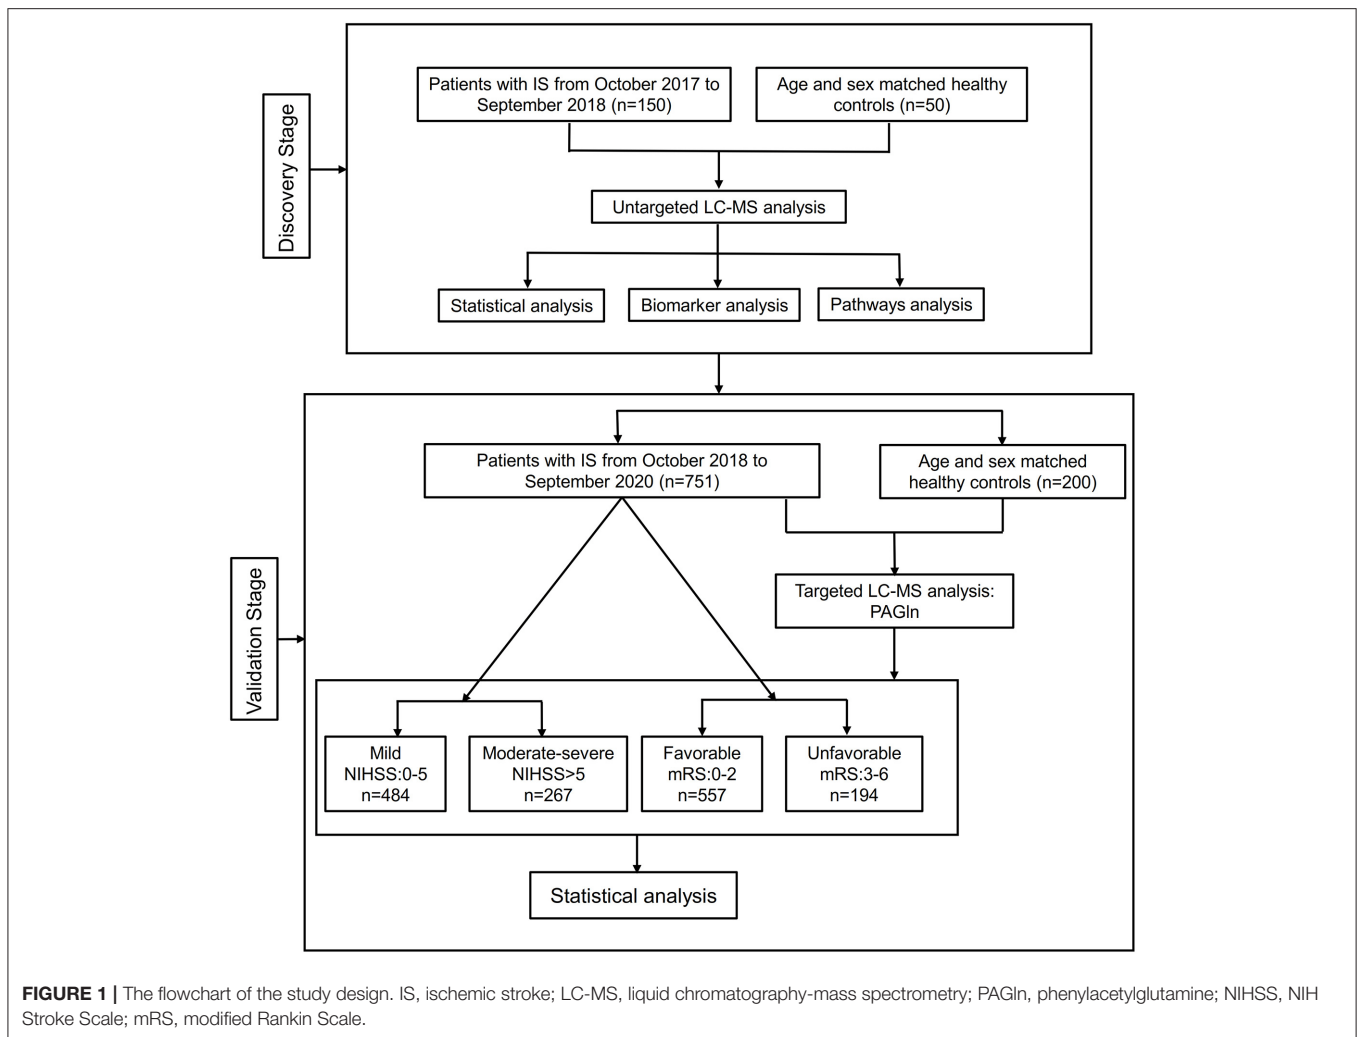 Discovery Stage
Patients with IS from October 2017 to
September 2018 (n=150)
Age and sex matched healthy
controls (n=50)
Untargeted LC-MS analysis
Statistical analysis
Biomarker analysis
Pathways analysis
Validation Stage
Patients with IS from October 2018 to
September 2020 (n=751)
Age and sex matched
healthy controls (n=200)
Targeted LC-MS analysis:
PAGln
Mild
NIHSS:0-5
n=484
Moderate-severe
NIHSS>5
n=267
Favorable
mRS:0-2
n=557
Unfavorable
mRS:3-6
n=194
Statistical analysis
FIGURE 1 | The flowchart of the study design. IS, ischemic stroke; LC-MS, liquid chromatography-mass spectrometry; PAGln, phenylacetylglutamine; NIHSS, NIH
Stroke Scale; mRS, modified Rankin Scale.